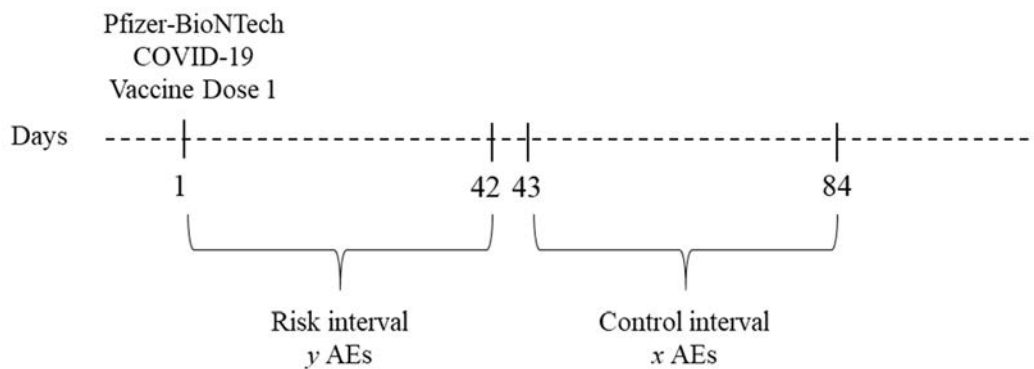 Pfizer-BioNTech
COVID-19
Vaccine Dose 1
Days
1 42 43 84
Risk interval Control interval
y AEs x AEs